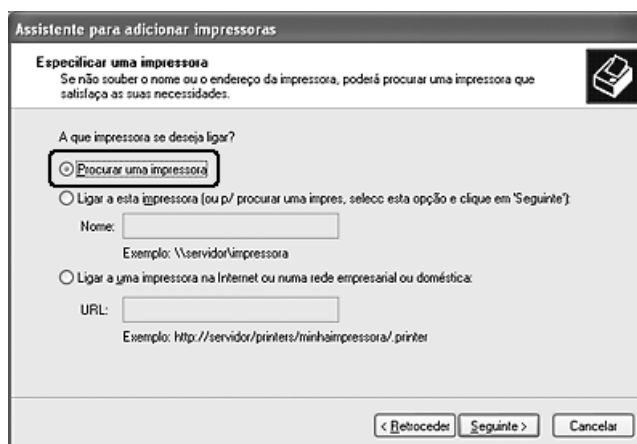 Assistente para adicionar impressoras
Especificar uma impressora
Se não souber o nome ou o endereço da impressora, poderá procurar uma impressora que
satisfaça as suas necessidades.
A que impressora se deseja ligar?
Procurar uma impressora
Ligar a esta impressora (ou p/ procurar uma impres, selecc esta opção e clique em 'Seguinte'):
Nome:
Exemplo: \\servidor\impressora
Ligar a uma impressora na Internet ou numa rede empresarial ou doméstica:
URL:
Exemplo: http://servidor/printers/minhaimpressora/.printer
< Retroceder Seguinte > Cancelar